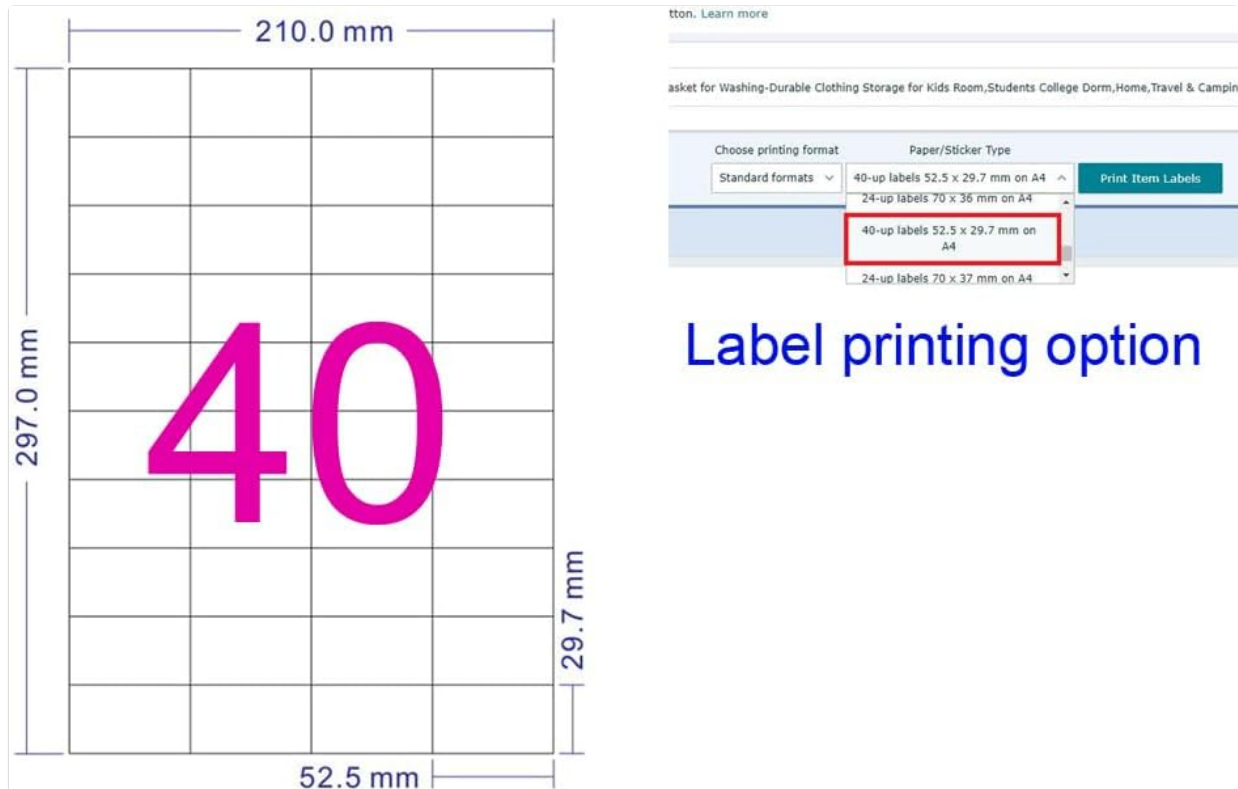 210.0 mm
297.0 mm
40
29.7 mm
52.5 mm
tton. Learn more
asket for Washing-Durable Clothing Storage for Kids Room,Students College Dorm,Home,Travel & Campin
Choose printing format
Paper/Sticker Type
Standard formats
40-up labels 52.5 x 29.7 mm on A4
Print Item Labels
24-up labels 70 x 36 mm on A4
40-up labels 52.5 x 29.7 mm on
A4
24-up labels 70 x 37 mm on A4
Label printing option